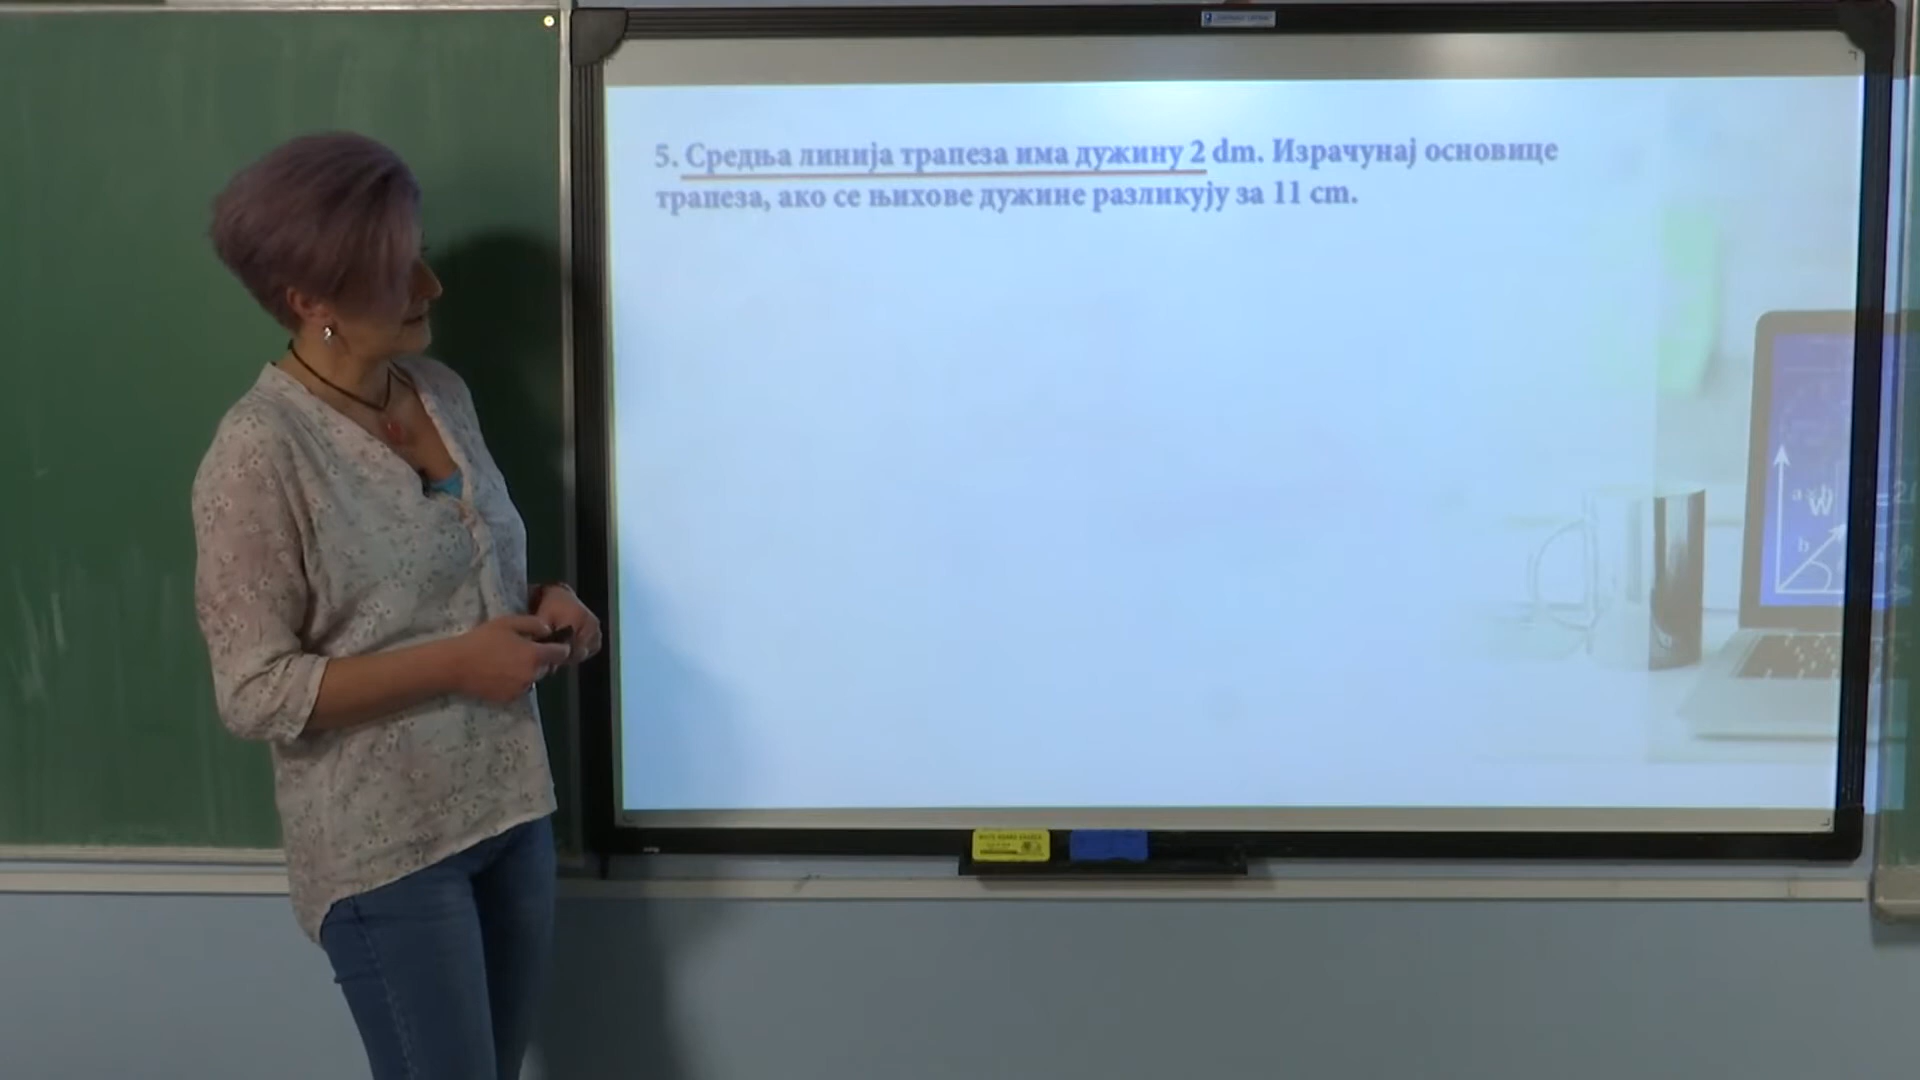 5. Средња линија трапеза има дужину 2 dm. Израчунај основице
трапеза, ако се њихове дужине разликују за 11 cm.
W
b